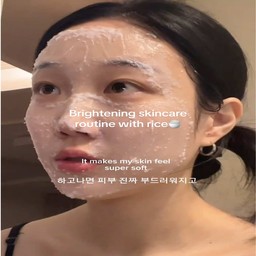 Brightening skincare
routine with rice🍚
It makes my skin feel
super soft
하고나면 피부 진짜 부드러워지고